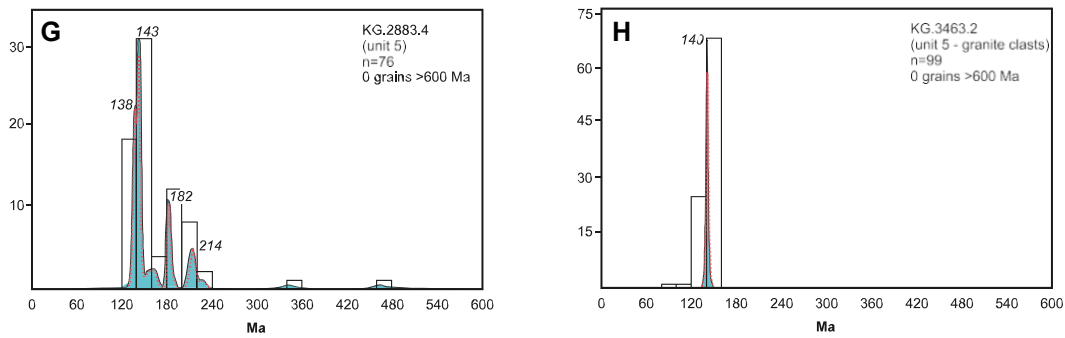 G
KG.2883.4
(unit 5)
n=76
0 grains >600 Ma
143
138
182
214
30
20
10
0 60 120 180 240 300 360 420 480 540 600
Ma
H
KG.3463.2
(unit 5 - granite clasts)
n=99
0 grains >600 Ma
140
75
60
45
30
15
0 60 120 180 240 300 360 420 480 540 600
Ma